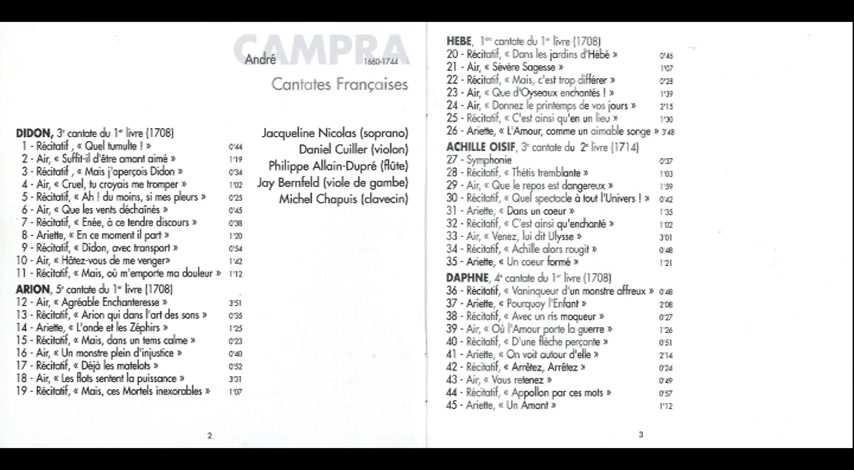 CAMPRA
André 1660-1744
Cantates Françaises
DIDON, 3e cantate du 1er livre (1708)
1 - Récitatif , « Quel tumulte ! » 0'44
2 - Air, « Suffit-il d'être amant aimé » 1'19
3 - Récitatif , « Mais j'aperçois Didon » 0'34
4 - Air, « Cruel, tu croyais me tromper » 1'02
5 - Récitatif, « Ah ! du moins, si mes pleurs » 0'25
6 - Air, « Que les vents déchaînés » 0'45
7 - Récitatif, « Enée, à ce tendre discours » 0'38
8 - Ariette, « En ce moment il part » 1'20
9 - Récitatif, « Didon, avec transport » 0'54
10 - Air, « Hâtez-vous de me venger» 1'42
11 - Récitatif, « Mais, où m'emporte ma douleur » 1'12
ARION, 5e cantate du 1er livre (1708)
12 - Air, « Agréable Enchanteresse » 3'51
13 - Récitatif, « Arion qui dans l'art des sons » 0'35
14 - Ariette, « L'onde et les Zéphirs » 1'25
15 - Récitatif, « Mais, dans un tems calme » 0'23
16 - Air, « Un monstre plein d'injustice » 0'40
17 - Récitatif, « Déjà les matelots » 0'52
18 - Air, « Les flots sentent la puissance » 3'31
19 - Récitatif, « Mais, ces Mortels inexorables » 1'07
Jacqueline Nicolas (soprano)
Daniel Cuiller (violon)
Philippe Allain-Dupré (flûte)
Jay Bernfeld (viole de gambe)
Michel Chapuis (clavecin)
2
HEBE, 1ère cantate du 1er livre (1708)
20 - Récitatif, « Dans les jardins d'Hébé » 0'46
21 - Air, « Sévère Sagesse » 1'07
22 - Récitatif, « Mais, c'est trop différer » 0'28
23 - Air, « Que d'Oyseaux enchantés ! » 1'39
24 - Air, « Donnez le printemps de vos jours » 2'15
25 - Récitatif, « C'est ainsi qu'en un lieu » 1'30
26 - Ariette, « L'Amour, comme un aimable songe » 3'48
ACHILLE OISIF, 3e cantate du 2e livre (1714)
27 - Symphonie 0'37
28 - Récitatif, « Thétis tremblante » 1'03
29 - Air, « Que le repos est dangereux » 1'59
30 - Récitatif, « Quel spectacle à tout l'Univers ! » 0'42
31 - Ariette, « Dans un coeur » 1'35
32 - Récitatif, « C'est ainsi qu'enchanté » 1'02
33 - Air, « Venez, lui dit Ulysse » 3'01
34 - Récitatif, « Achille alors rougit » 0'48
35 - Ariette, « Un coeur formé » 1'21
DAPHNE, 4e cantate du 1er livre (1708)
36 - Récitatif, « Vaninqueur d'un monstre affreux » 0'48
37 - Ariette, « Pourquoy l'Enfant » 2'08
38 - Récitatif, « Avec un ris moqueur » 0'27
39 - Air, « Où l'Amour porte la guerre » 1'26
40 - Récitatif, « D'une flèche perçante » 0'51
41 - Ariette, « On voit autour d'elle » 2'14
42 - Récitatif, « Arrêtez, Arrêtez » 0'24
43 - Air, « Vous retenez » 0'49
44 - Récitatif, « Appollon par ces mots » 0'57
45 - Ariette, « Un Amant » 1'12
3